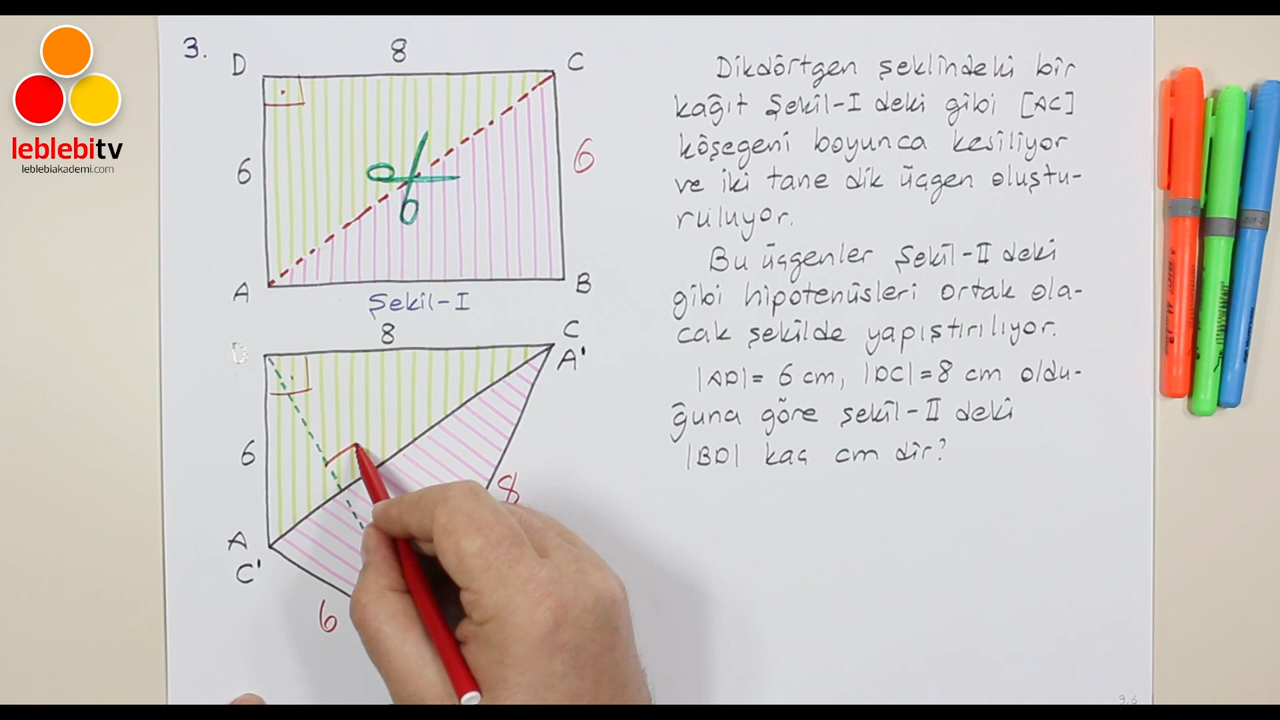 leblebitv
leblebiakademi.com
3.
D
8
C
6
6
A
B
Şekil-I
8
D
C
A'
6
8
A
C'
6
Dikdörtgen şeklindeki bir
kağıt Şekil-I deki gibi [AC]
köşegeni boyunca kesiliyor
ve iki tane dik üçgen oluştu-
ruluyor.
Bu üçgenler Şekil-II deki
gibi hipotenüsleri ortak ola-
cak şekilde yapıştırılıyor.
|AD|= 6 cm, |DC|=8 cm oldu-
ğuna göre şekil-II deki
|BD| kaç cm dir?
9,6